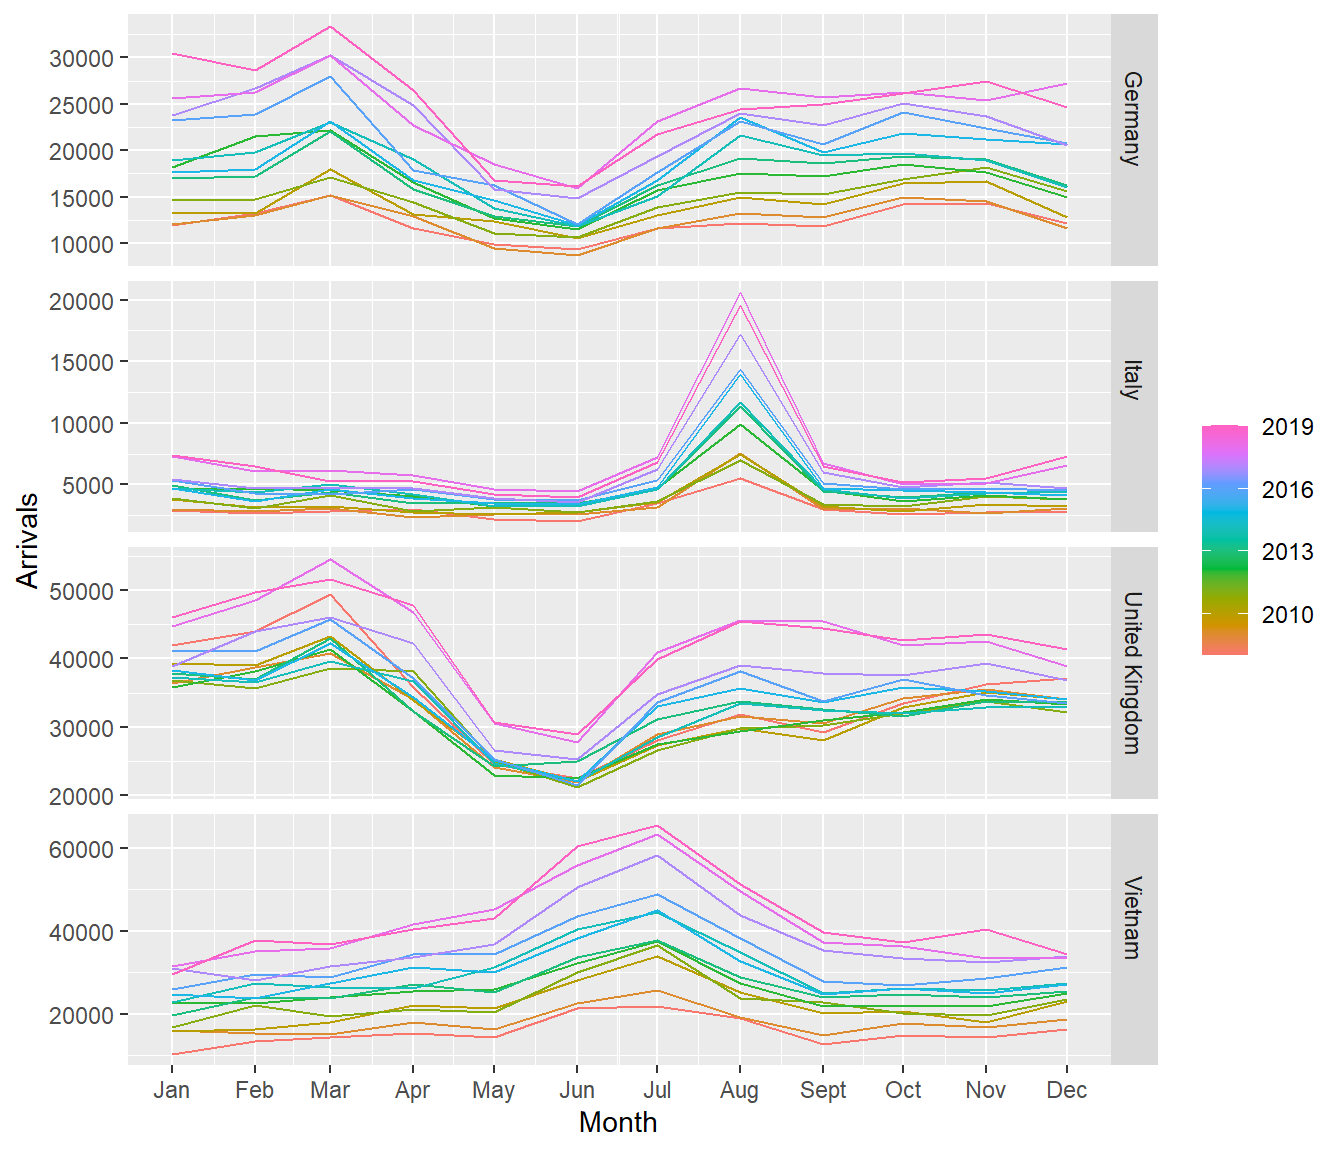 Arrivals
30000
25000
20000
15000
10000
Germany
20000
15000
10000
5000
Italy
50000
40000
30000
20000
United Kingdom
60000
40000
20000
Vietnam
Jan Feb Mar Apr May Jun Jul Aug Sept Oct Nov Dec
Month
2019
2016
2013
2010